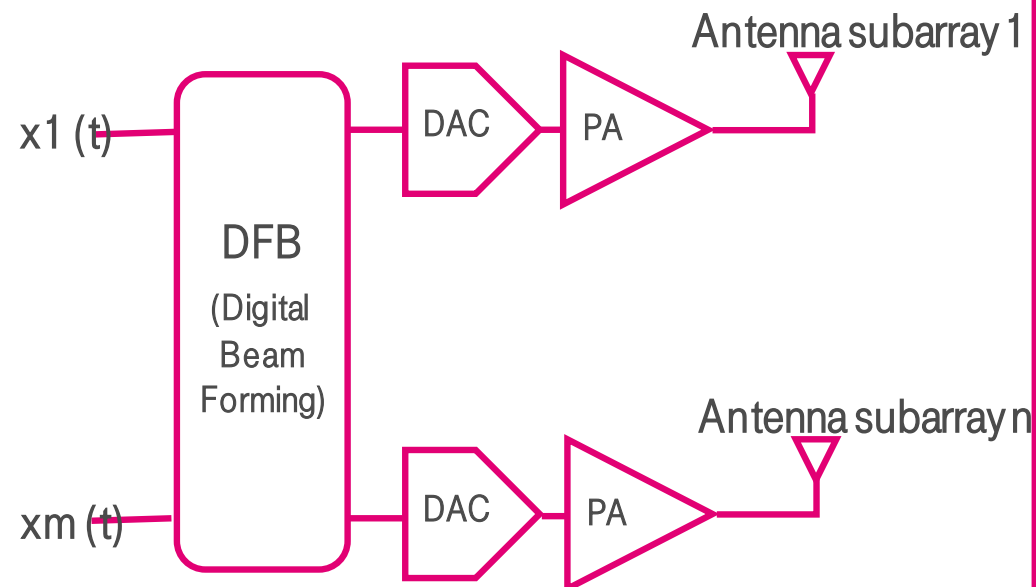 Antenna subarray 1
x1 (t)
DAC
PA
DFB
(Digital
Beam
Forming)
Antenna subarray n
xm (t)
DAC
PA